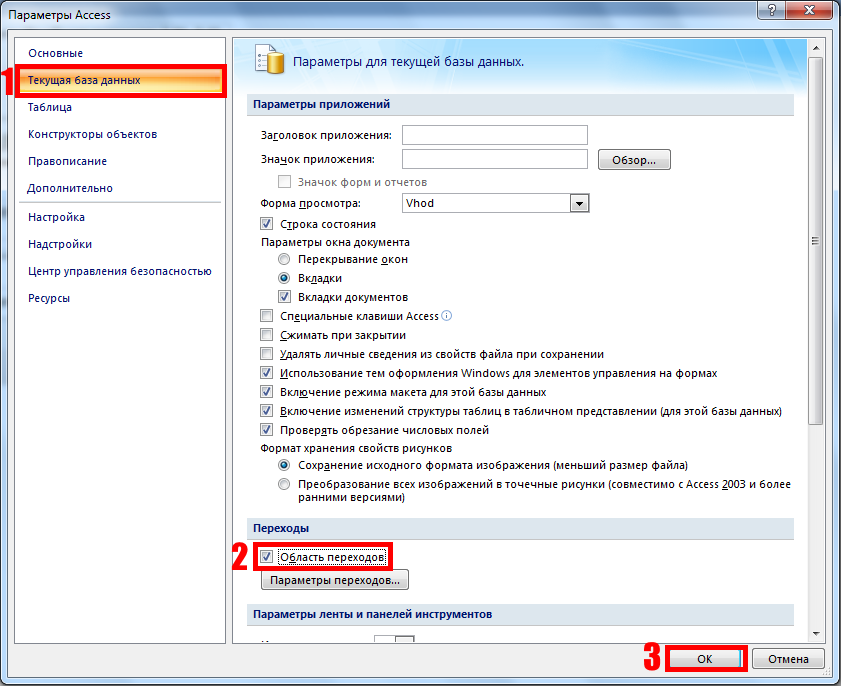 Параметры Access
?
Основные
1
Текущая база данных
Таблица
Конструкторы объектов
Правописание
Дополнительно
Настройка
Надстройки
Центр управления безопасностью
Ресурсы
Параметры для текущей базы данных.
Параметры приложений
Заголовок приложения:
Значок приложения:
Обзор...
Значок форм и отчетов
Форма просмотра:
Vhod
Строка состояния
Параметры окна документа
Перекрывание окон
Вкладки
Вкладки документов
Специальные клавиши Access
Сжимать при закрытии
Удалять личные сведения из свойств файла при сохранении
Использование тем оформления Windows для элементов управления на формах
Включение режима макета для этой базы данных
Включение изменений структуры таблиц в табличном представлении (для этой базы данных)
Проверять обрезание числовых полей
Формат хранения свойств рисунков
Сохранение исходного формата изображения (меньший размер файла)
Преобразование всех изображений в точечные рисунки (совместимо с Access 2003 и более
ранними версиями)
Переходы
2
Область переходов
Параметры переходов...
Параметры ленты и панелей инструментов
3
ОК
Отмена